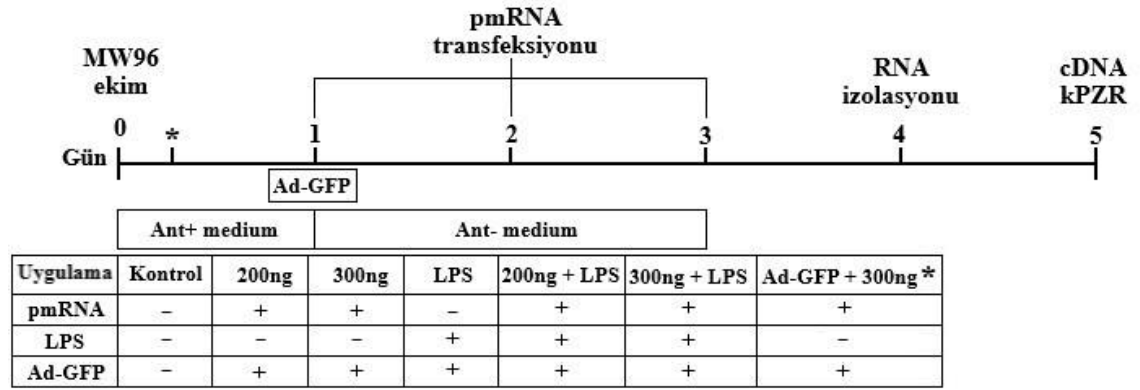 pmRNA
transfeksiyonu
MW96
ekim
RNA
izolasyonu
cDNA
kPZR
0 * 1 2 3 4 5
Gün
Ad-GFP
Ant+ medium Ant- medium
Uygulama Kontrol 200ng 300ng LPS 200ng + LPS 300ng + LPS Ad-GFP + 300ng *
pmRNA - + + - + + +
LPS - - - + + + -
Ad-GFP - + + + + + +